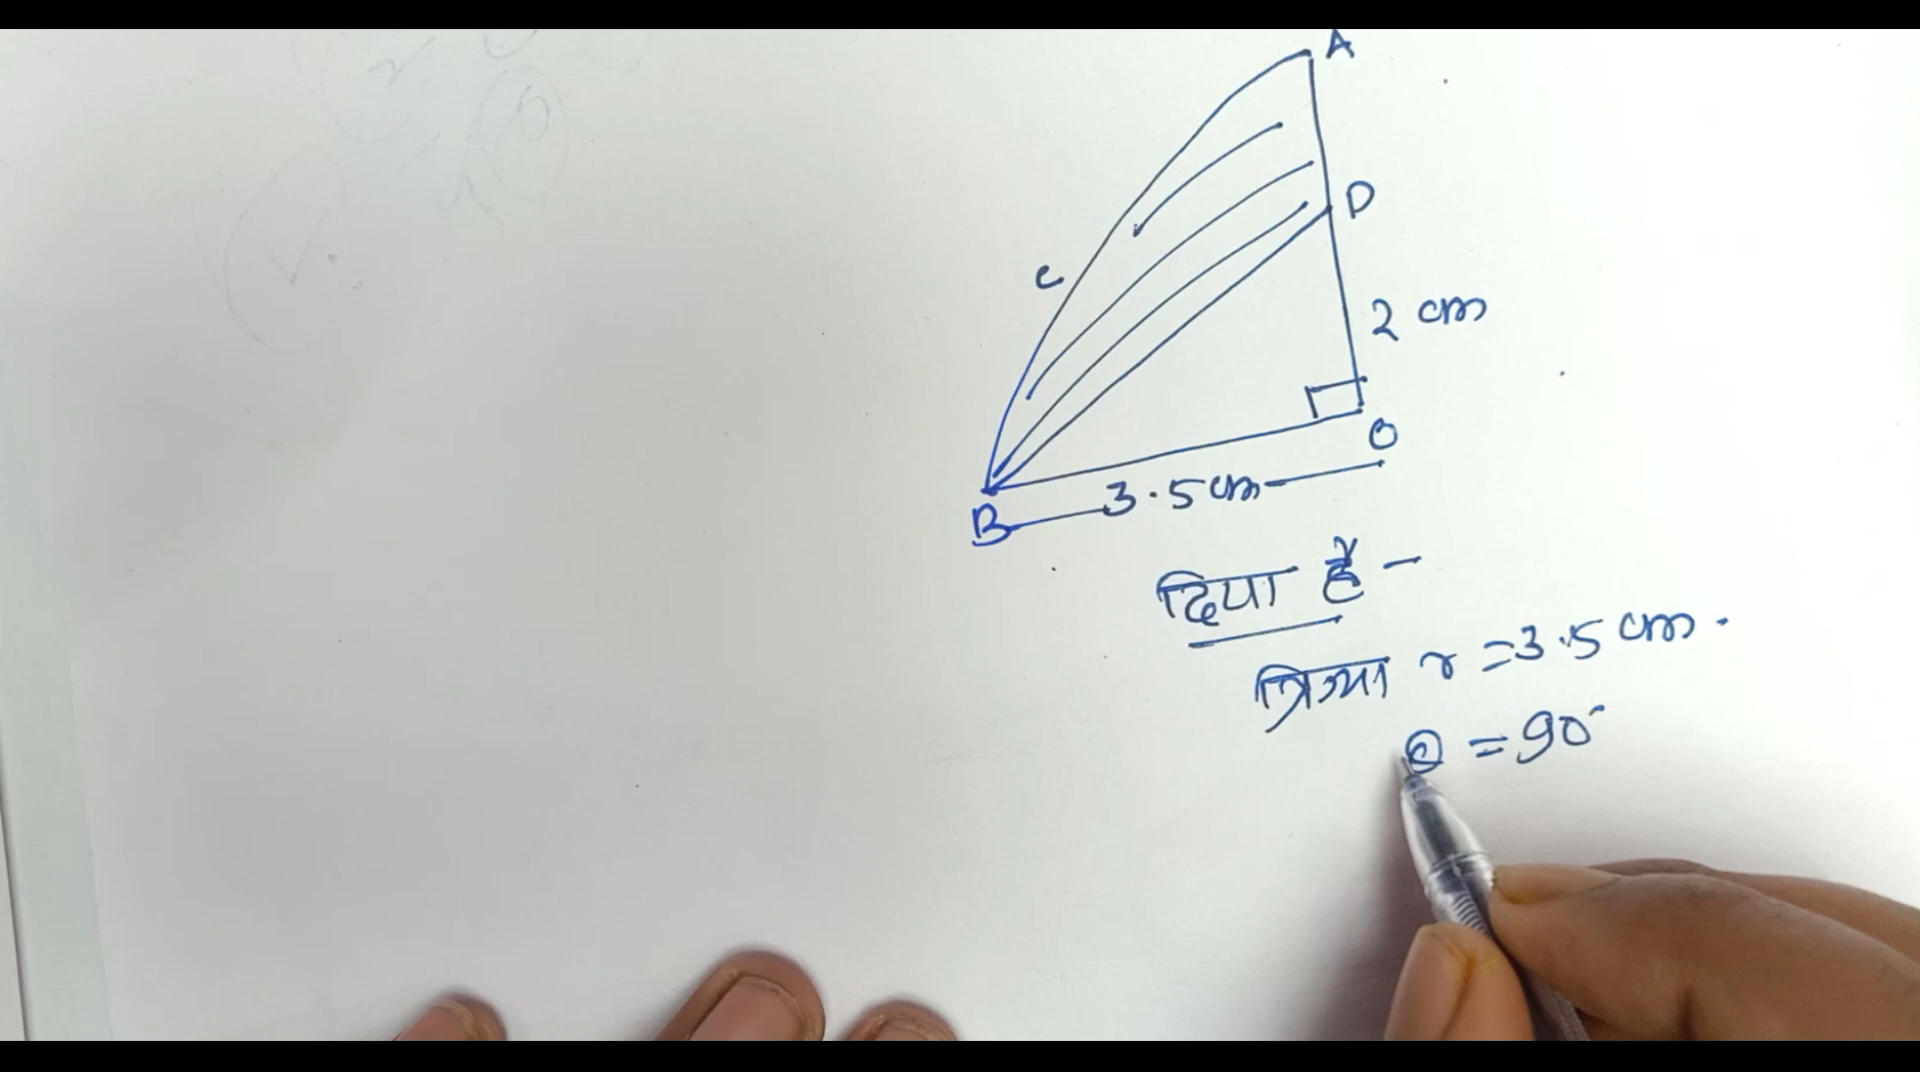 A
D
C
2 cm
O
3.5 cm
B
दिया है -
त्रिज्या r = 3.5 cm.
θ = 90°